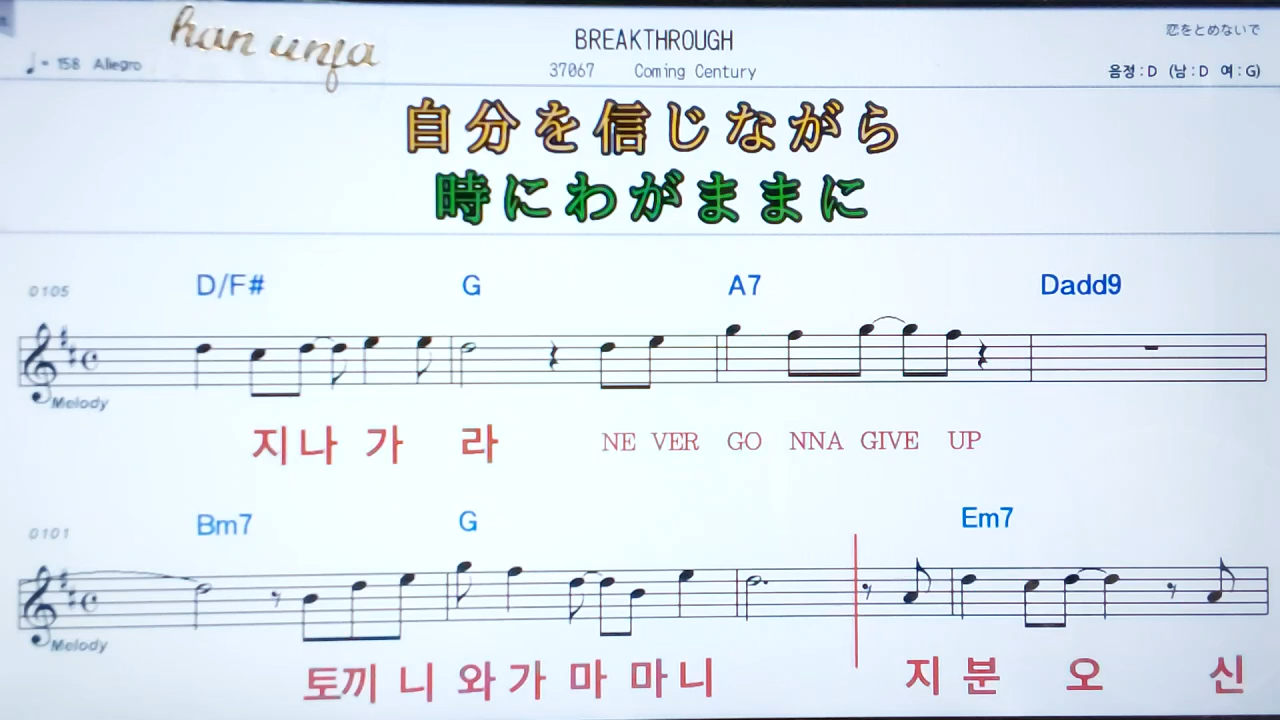 han unfa
BREAKTHROUGH
恋をとめないで
♩= 158 Allegro
37067 Coming Century
음정 : D (남 : D 여 : G)
自分を信じながら
時にわがままに
0105
D/F# G A7 Dadd9
Melody
지나 가 라 NE VER GO NNA GIVE UP
0101
Bm7 G Em7
Melody
토끼 니 와 가 마 마 니 지 분 오 신